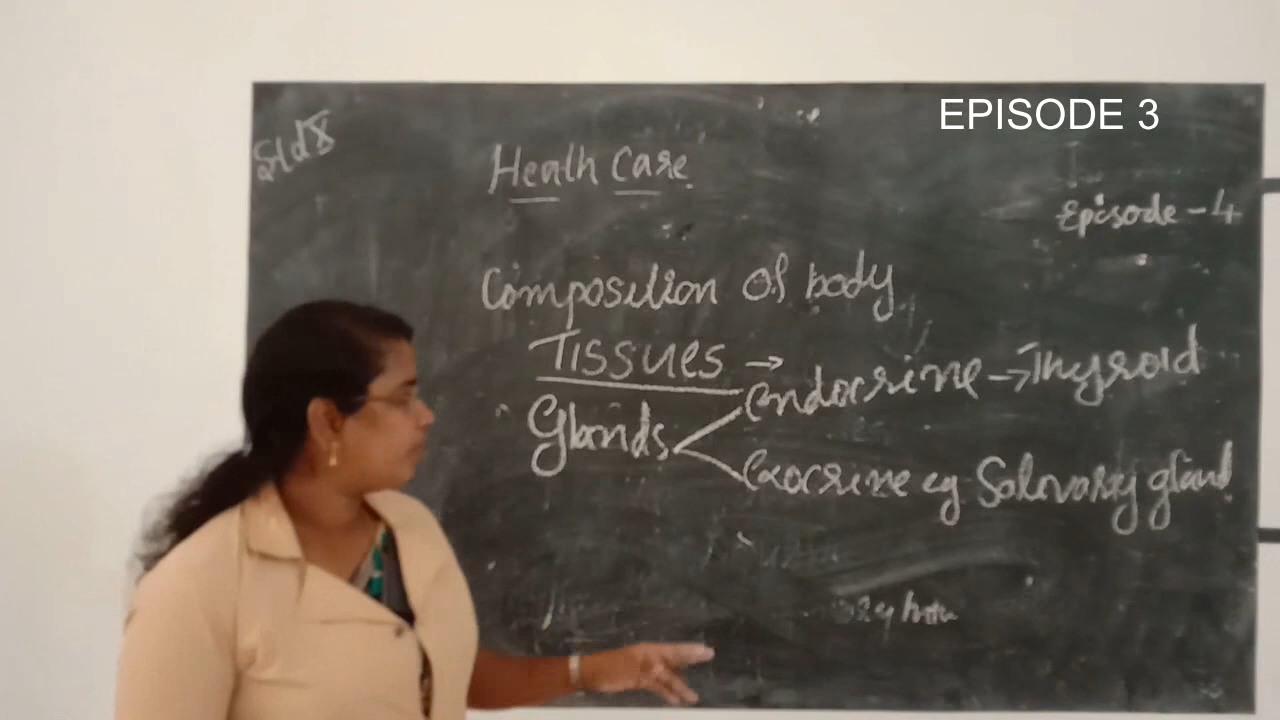 EPISODE 3
Std 8
Health Care
Episode - 4
Composition of body
Tissues →
Glands
Endocrine → Thyroid
Exocrine eg Salivary gland